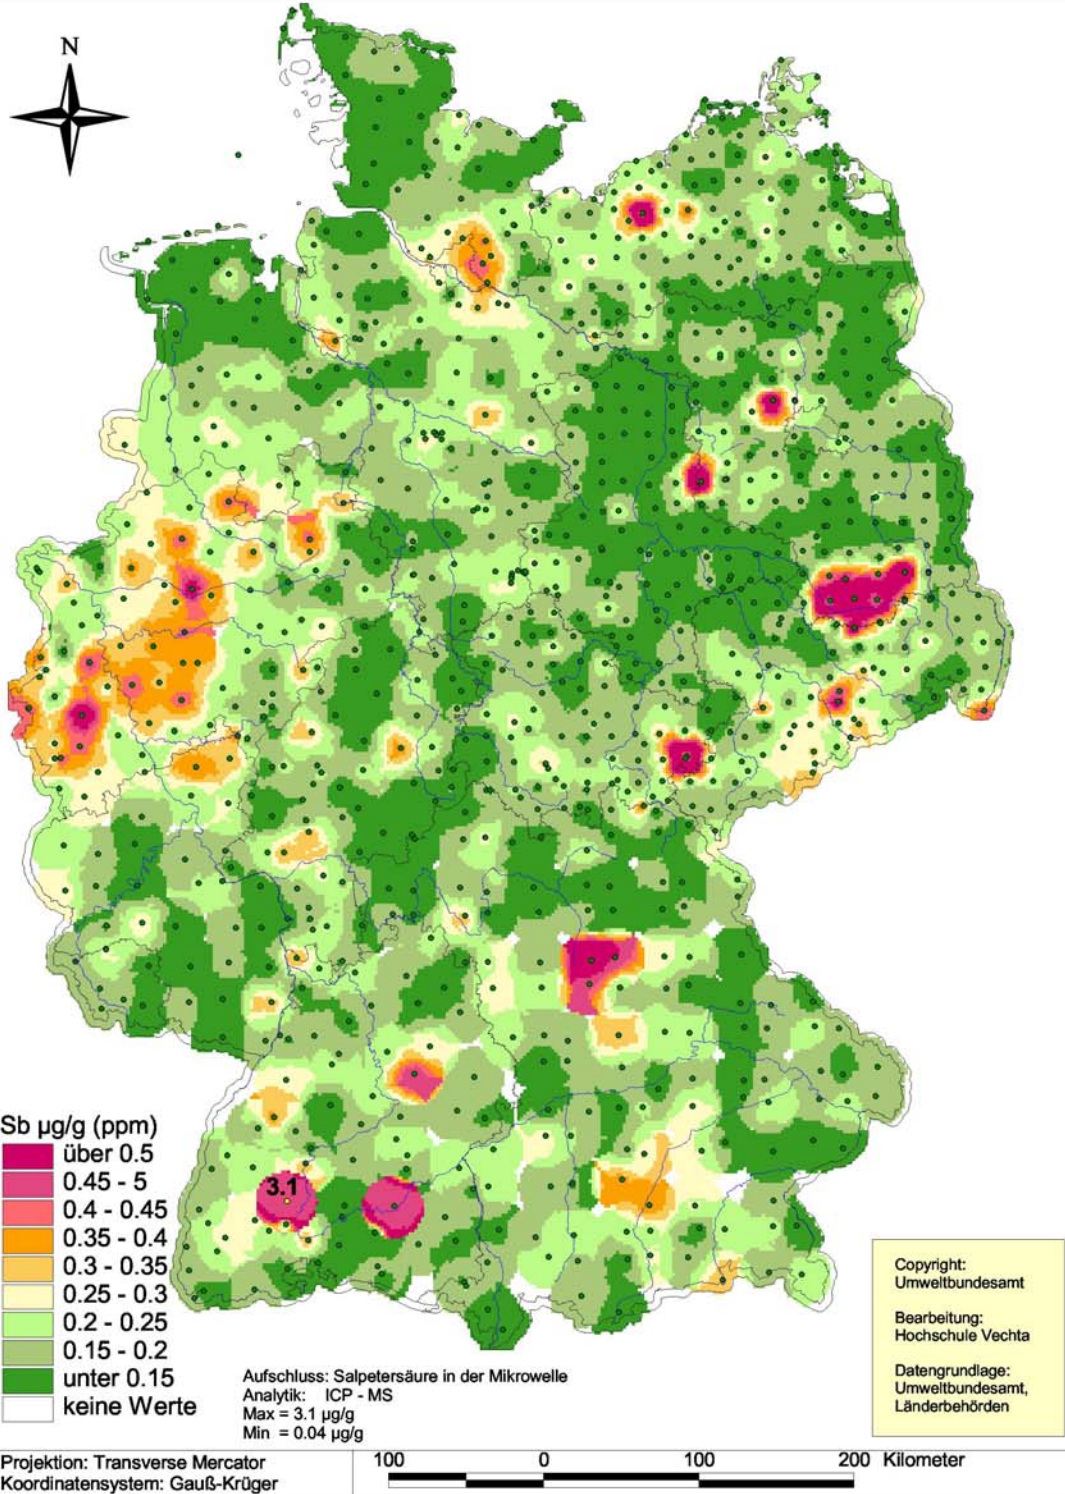 N
3.1
Sb µg/g (ppm)
über 0.5
0.45 - 5
0.4 - 0.45
0.35 - 0.4
0.3 - 0.35
0.25 - 0.3
0.2 - 0.25
0.15 - 0.2
unter 0.15
keine Werte
Aufschluss: Salpetersäure in der Mikrowelle
Analytik: ICP - MS
Max = 3.1 µg/g
Min = 0.04 µg/g
Copyright:
Umweltbundesamt
Bearbeitung:
Hochschule Vechta
Datengrundlage:
Umweltbundesamt,
Länderbehörden
Projektion: Transverse Mercator
Koordinatensystem: Gauß-Krüger
100 0 100 200 Kilometer